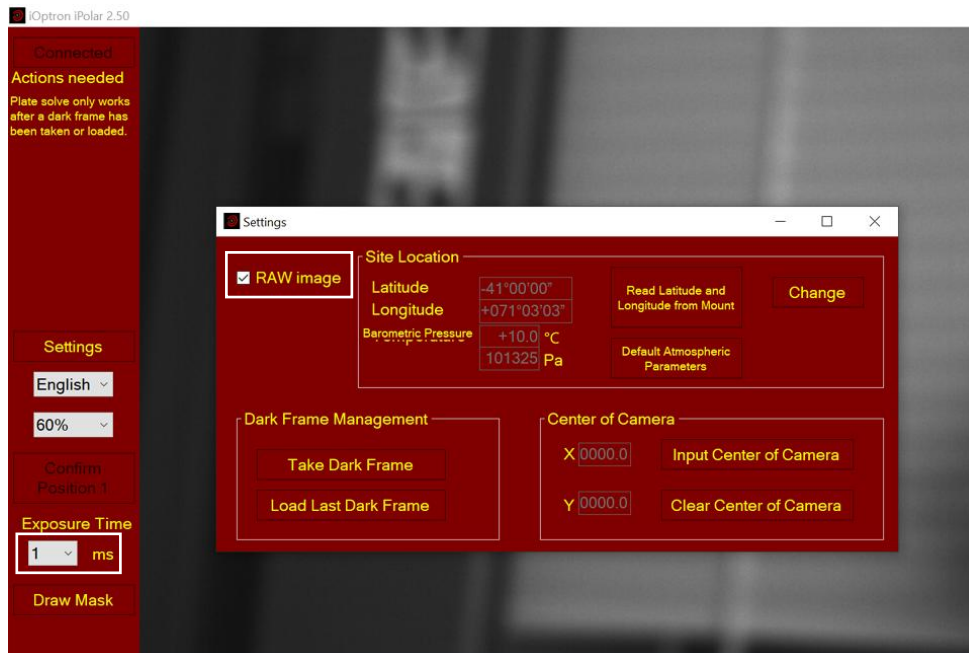 iOptron iPolar 2.50
Connected
Actions needed
Plate solve only works
after a dark frame has
been taken or loaded.
Settings
English
60%
Confirm
Position 1
Exposure Time
1 ms
Draw Mask
Settings
RAW image
Site Location
Latitude -41°00'00"
Longitude +071°03'03"
Barometric Pressure +10.0 °C
101325 Pa
Read Latitude and
Longitude from Mount
Default Atmospheric
Parameters
Change
Dark Frame Management
Take Dark Frame
Load Last Dark Frame
Center of Camera
X 0000.0 Input Center of Camera
Y 0000.0 Clear Center of Camera